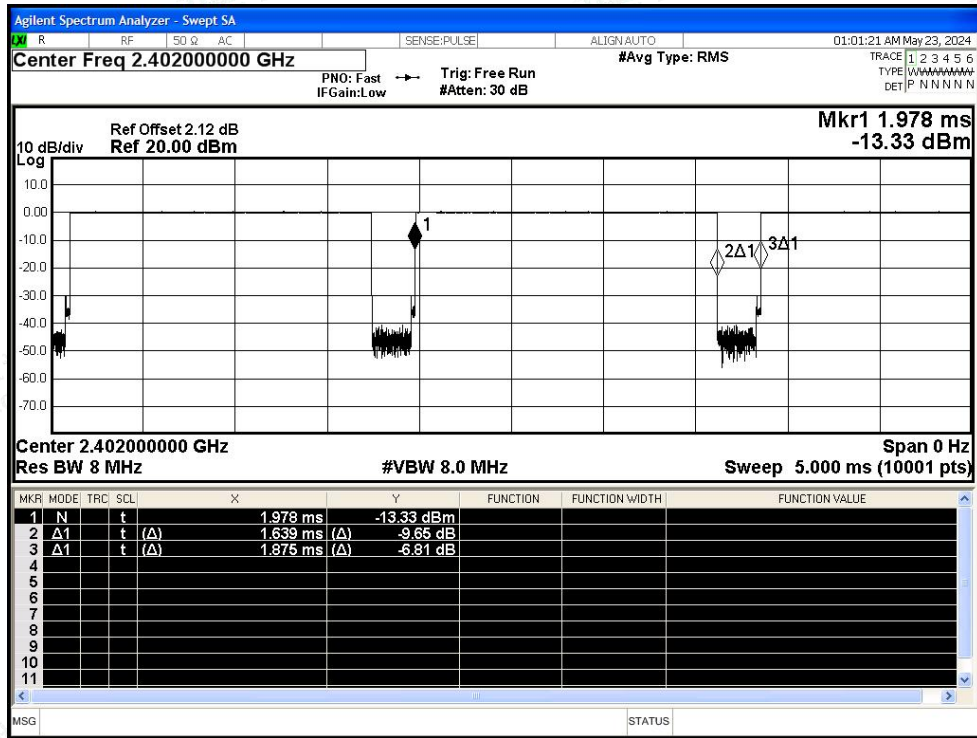 Agilent Spectrum Analyzer - Swept SA
LXI R RF 50 Ω AC SENSE:PULSE ALIGN AUTO 01:01:21 AM May 23, 2024
Center Freq 2.402000000 GHz #Avg Type: RMS TRACE 1 2 3 4 5 6
PNO: Fast Trig: Free Run TYPE WWWWWW
IFGain:Low #Atten: 30 dB DET P N N N N N
Mkr1 1.978 ms
Ref Offset 2.12 dB
10 dB/div Ref 20.00 dBm -13.33 dBm
Log
10.0
0.00
1
-10.0
2Δ1 3Δ1
-20.0
-30.0
-40.0
-50.0
-60.0
-70.0
Center 2.402000000 GHz Span 0 Hz
Res BW 8 MHz #VBW 8.0 MHz Sweep 5.000 ms (10001 pts)
MKR MODE TRC SCL X Y FUNCTION FUNCTION WIDTH FUNCTION VALUE
1 N t 1.978 ms -13.33 dBm
2 Δ1 t (Δ) 1.639 ms (Δ) -9.65 dB
3 Δ1 t (Δ) 1.875 ms (Δ) -6.81 dB
4
5
6
7
8
9
10
11
MSG STATUS